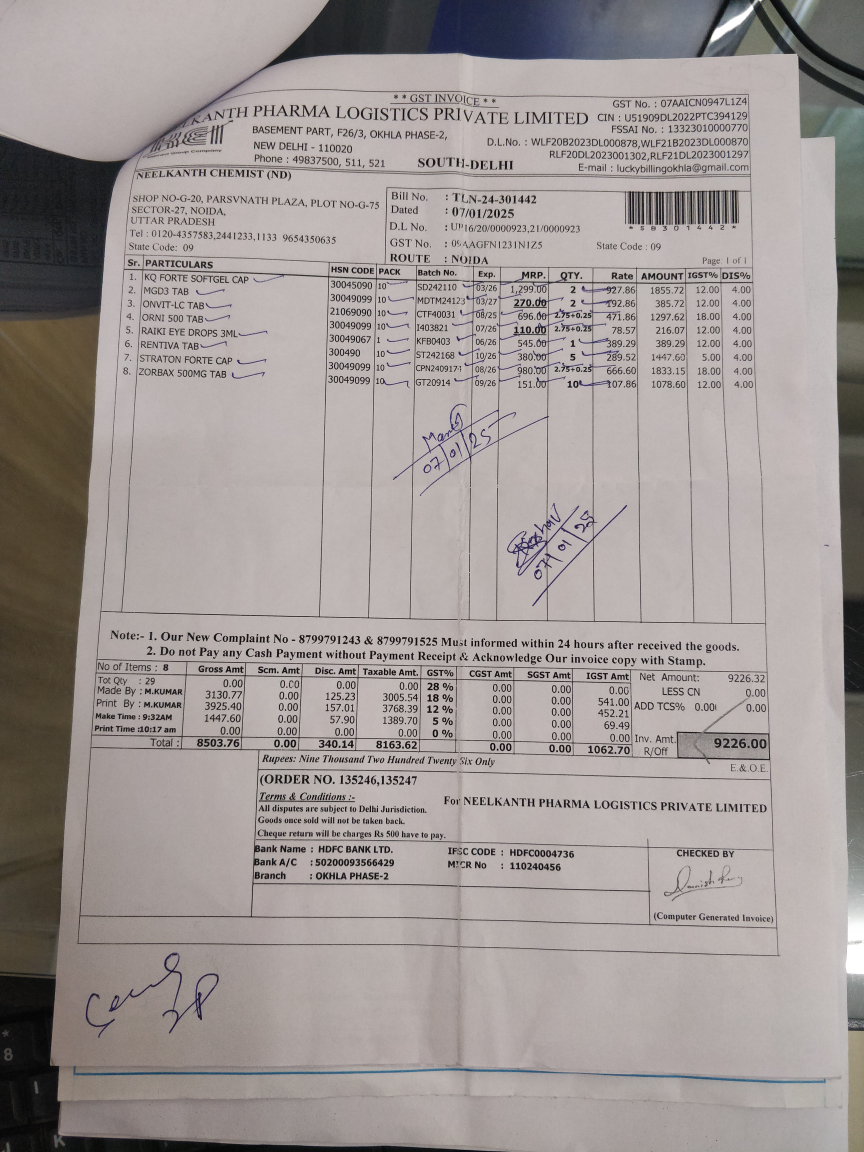 * * GST INVOICE * *
GST No. : 07AAICN0947L1Z4
ELKANTH PHARMA LOGISTICS PRIVATE LIMITED
CIN : U51909DL2022PTC394129
FSSAI No. : 13323010000770
BASEMENT PART, F26/3, OKHLA PHASE-2,
D.L.No. : WLF20B2023DL000878,WLF21B2023DL000870
NEW DELHI - 110020
RLF20DL2023001302,RLF21DL2023001297
Phone : 49837500, 511, 521
SOUTH-DELHI
E-mail : luckybillingokhla@gmail.com
NEELKANTH CHEMIST (ND)
SHOP NO-G-20, PARSVNATH PLAZA, PLOT NO-G-75
SECTOR-27, NOIDA,
UTTAR PRADESH
Tel : 0120-4357583,2441233,1133 9654350635
State Code: 09
Bill No. : TLN-24-301442
Dated : 07/01/2025
D.L No. : UP16/20/0000923,21/0000923
GST No. : 09AAGFN1231N1Z5 State Code : 09
ROUTE : NOIDA
*SB301442*
Page 1 of 1
Sr. PARTICULARS HSN CODE PACK Batch No. Exp. MRP. QTY. Rate AMOUNT IGST% DIS%
1. KQ FORTE SOFTGEL CAP 30045090 10 SD242110 03/26 1,299.00 2 927.86 1855.72 12.00 4.00
2. MGD3 TAB 30049099 10 MDTM24123 03/27 270.00 2 192.86 385.72 12.00 4.00
3. ONVIT-LC TAB 21069090 10 CTF40031 08/25 696.00 2.75+0.25 471.86 1297.62 18.00 4.00
4. ORNI 500 TAB 30049099 10 I403821 07/26 110.00 2.75+0.25 78.57 216.07 12.00 4.00
5. RAIKI EYE DROPS 3ML 30049067 1 KFB0403 06/26 545.00 1 389.29 389.29 12.00 4.00
6. RENTIVA TAB 300490 10 ST242168 10/26 380.00 5 289.52 1447.60 5.00 4.00
7. STRATON FORTE CAP 30049099 10 CPN2409171 08/26 980.00 2.75+0.25 666.60 1833.15 18.00 4.00
8. ZORBAX 500MG TAB 30049099 10 GT20914 09/26 151.00 10 107.86 1078.60 12.00 4.00
07/01/25
07/01/25
Note:- 1. Our New Complaint No - 8799791243 & 8799791525 Must informed within 24 hours after received the goods.
2. Do not Pay any Cash Payment without Payment Receipt & Acknowledge Our invoice copy with Stamp.
No of Items : 8 Gross Amt Scm. Amt Disc. Amt Taxable Amt. GST% CGST Amt SGST Amt IGST Amt
Tot Qty : 29 0.00 0.00 0.00 0.00 28 % 0.00 0.00 0.00
Made By : M.KUMAR 3130.77 0.00 125.23 3005.54 18 % 0.00 0.00 541.00
Print By : M.KUMAR 3925.40 0.00 157.01 3768.39 12 % 0.00 0.00 452.21
Make Time : 9:32AM 1447.60 0.00 57.90 1389.70 5 % 0.00 0.00 69.49
Print Time :10:17 am 0.00 0.00 0.00 0.00 0 % 0.00 0.00 0.00
Total : 8503.76 0.00 340.14 8163.62 0.00 0.00 1062.70
Net Amount: 9226.32
LESS CN 0.00
ADD TCS% 0.00 0.00
Inv. Amt. 9226.00
R/Off
E.&.O.E.
Rupees: Nine Thousand Two Hundred Twenty Six Only
(ORDER NO. 135246,135247
Terms & Conditions :-
All disputes are subject to Delhi Jurisdiction.
Goods once sold will not be taken back.
Cheque return will be charges Rs 500 have to pay.
For NEELKANTH PHARMA LOGISTICS PRIVATE LIMITED
Bank Name : HDFC BANK LTD. IFSC CODE : HDFC0004736
Bank A/C : 50200093566429 MICR No : 110240456
Branch : OKHLA PHASE-2
CHECKED BY
(Computer Generated Invoice)